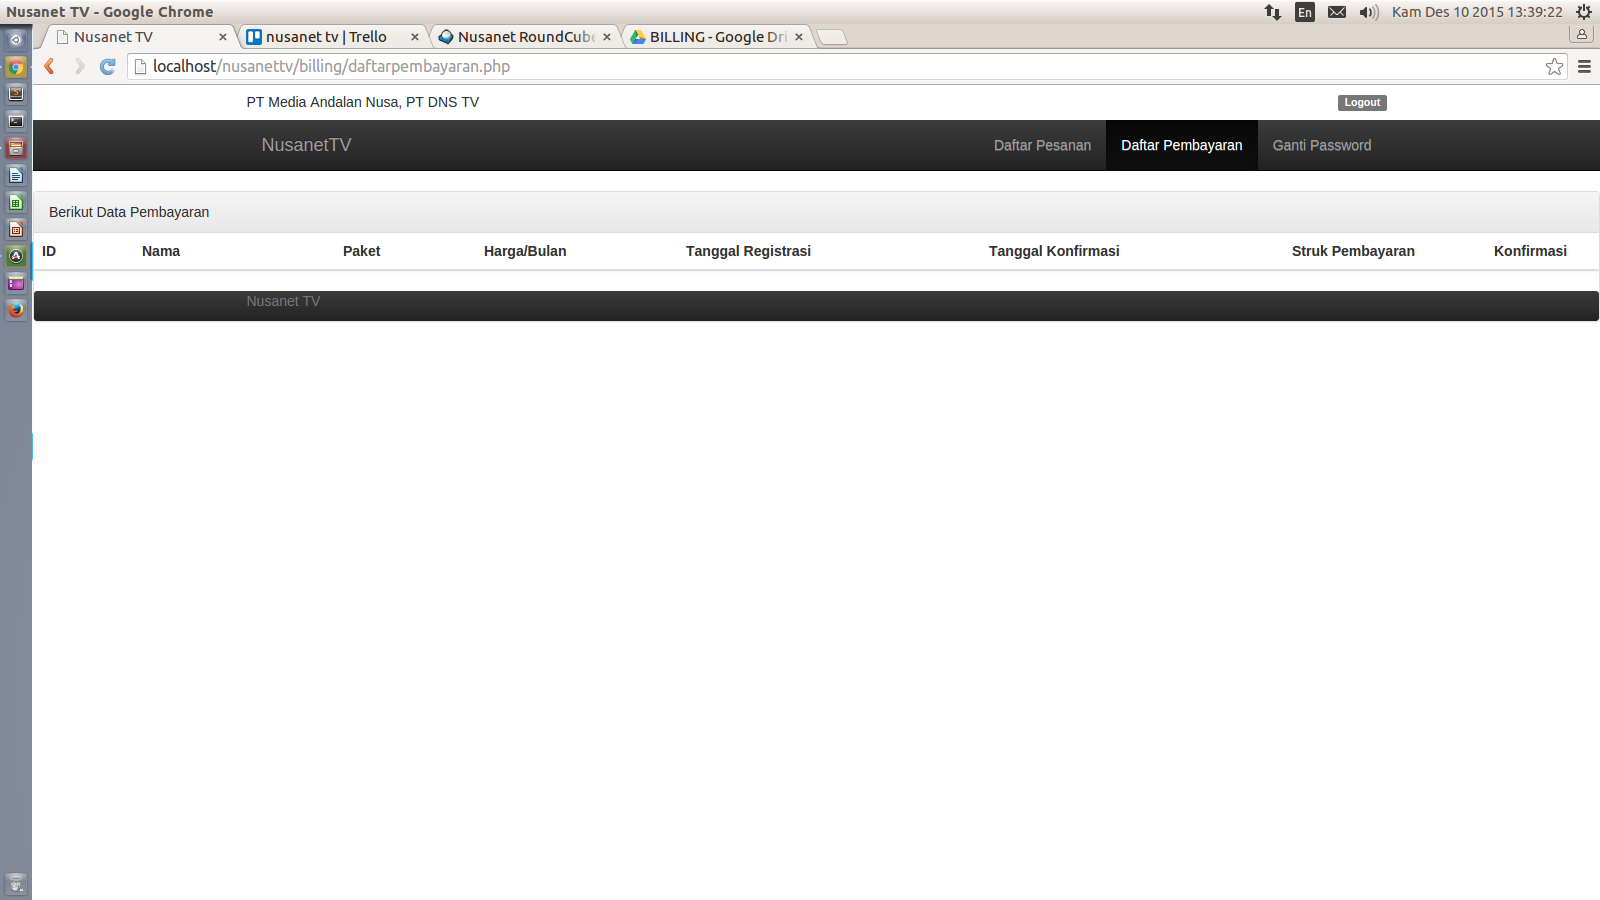 Nusanet TV - Google Chrome
En
Kam Des 10 2015 13:39:22
Nusanet TV
nusanet tv | Trello
Nusanet RoundCube
BILLING - Google Dri
localhost/nusanettv/billing/daftarpembayaran.php
PT Media Andalan Nusa, PT DNS TV
Logout
NusanetTV
Daftar Pesanan
Daftar Pembayaran
Ganti Password
Berikut Data Pembayaran
ID
Nama
Paket
Harga/Bulan
Tanggal Registrasi
Tanggal Konfirmasi
Struk Pembayaran
Konfirmasi
Nusanet TV